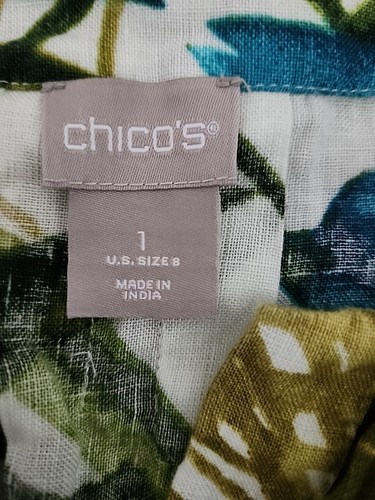 chico's®
1
U.S. SIZE 8
MADE IN
INDIA